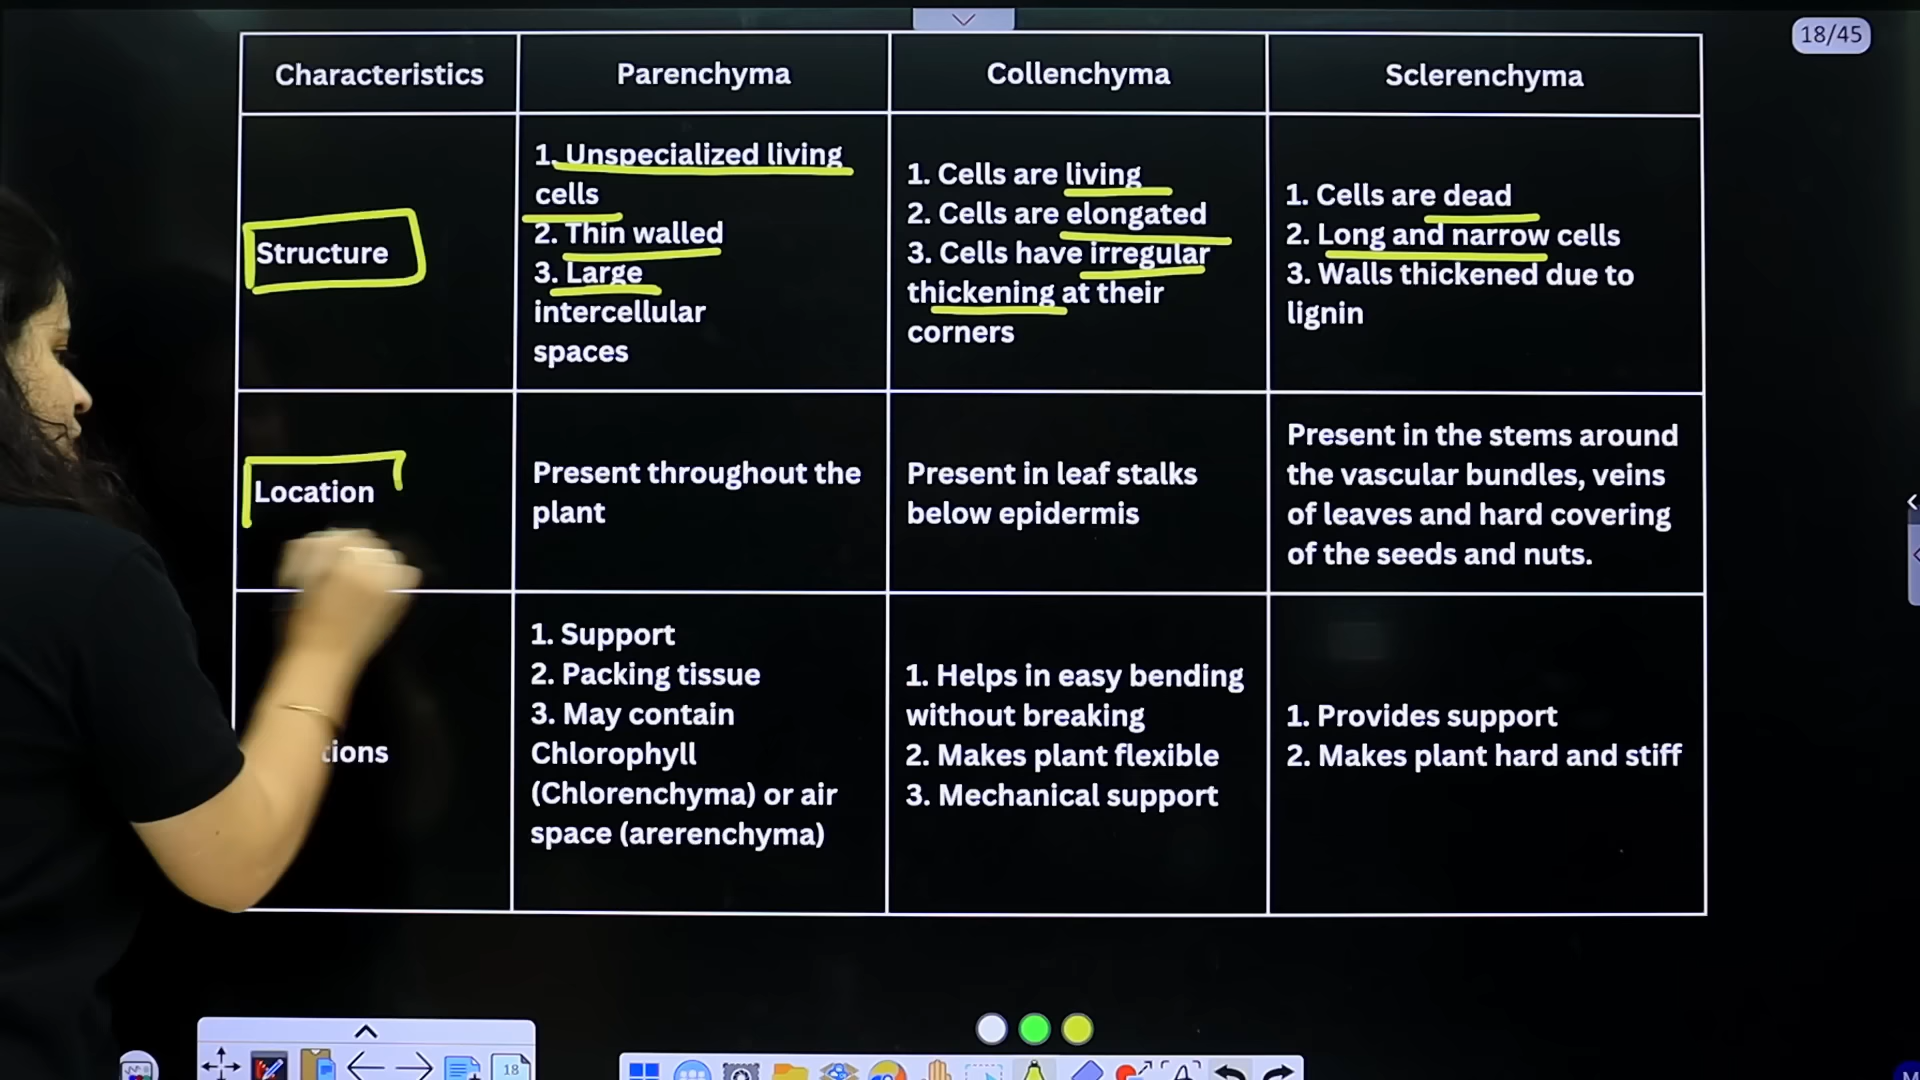 18/45
Characteristics
Parenchyma
Collenchyma
Sclerenchyma
Structure
1. Unspecialized living
cells
2. Thin walled
3. Large
intercellular
spaces
1. Cells are living
2. Cells are elongated
3. Cells have irregular
thickening at their
corners
1. Cells are dead
2. Long and narrow cells
3. Walls thickened due to
lignin
Location
Present throughout the
plant
Present in leaf stalks
below epidermis
Present in the stems around
the vascular bundles, veins
of leaves and hard covering
of the seeds and nuts.
tions
1. Support
2. Packing tissue
3. May contain
Chlorophyll
(Chlorenchyma) or air
space (arerenchyma)
1. Helps in easy bending
without breaking
2. Makes plant flexible
3. Mechanical support
1. Provides support
2. Makes plant hard and stiff
18